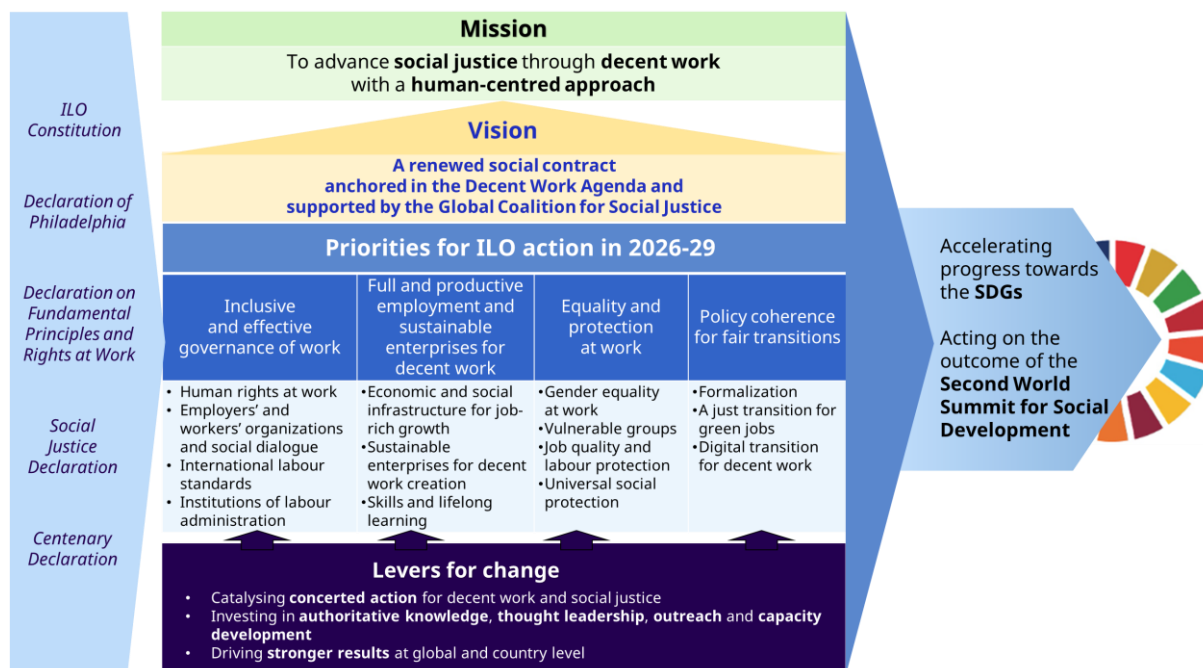 ILO
Constitution
Declaration of
Philadelphia
Declaration on
Fundamental
Principles and
Rights at Work
Social
Justice
Declaration
Centenary
Declaration
Mission
To advance social justice through decent work
with a human-centred approach
Vision
A renewed social contract
anchored in the Decent Work Agenda and
supported by the Global Coalition for Social Justice
Priorities for ILO action in 2026-29
Inclusive
and effective
governance of work
• Human rights at work
• Employers’ and
workers’ organizations
and social dialogue
• International labour
standards
• Institutions of labour
administration
Full and productive
employment and
sustainable
enterprises for
decent work
•Economic and social
infrastructure for job-
rich growth
•Sustainable
enterprises for decent
work creation
•Skills and lifelong
learning
Equality and
protection
at work
•Gender equality
at work
•Vulnerable groups
•Job quality and
labour protection
•Universal social
protection
Policy coherence
for fair transitions
•Formalization
•A just transition for
green jobs
•Digital transition
for decent work
Levers for change
• Catalysing concerted action for decent work and social justice
• Investing in authoritative knowledge, thought leadership, outreach and capacity
development
• Driving stronger results at global and country level
Accelerating
progress towards
the SDGs
Acting on the
outcome of the
Second World
Summit for Social
Development